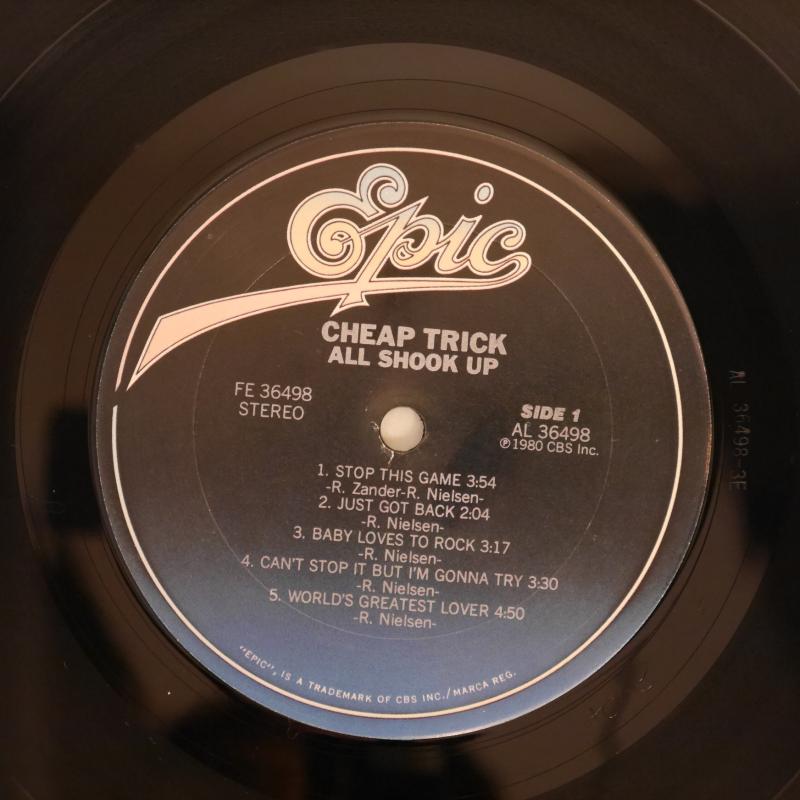 Epic
CHEAP TRICK
ALL SHOOK UP
FE 36498
STEREO
SIDE 1
AL 36498
℗ 1980 CBS Inc.
1. STOP THIS GAME 3:54
-R. Zander-R. Nielsen-
2. JUST GOT BACK 2:04
-R. Nielsen-
3. BABY LOVES TO ROCK 3:17
-R. Nielsen-
4. CAN'T STOP IT BUT I'M GONNA TRY 3:30
-R. Nielsen-
5. WORLD'S GREATEST LOVER 4:50
-R. Nielsen-
"EPIC", IS A TRADEMARK OF CBS INC./MARCA REG.
AL 36498-3E